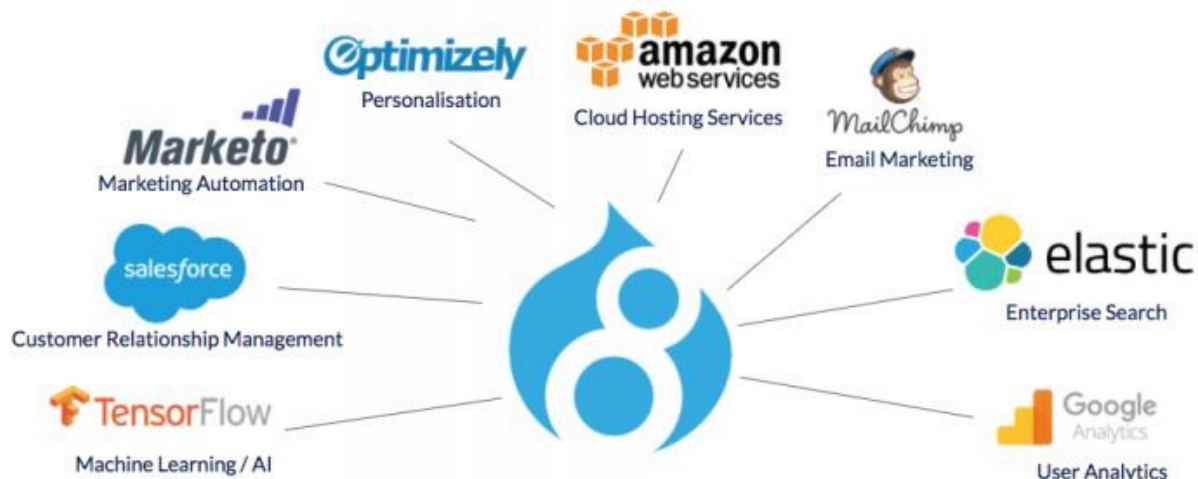 Optimizely
Personalisation
amazon
web services
Cloud Hosting Services
MailChimp
Email Marketing
Marketo®
Marketing Automation
salesforce
Customer Relationship Management
elastic
Enterprise Search
TensorFlow
Machine Learning / AI
8
Google
Analytics
User Analytics